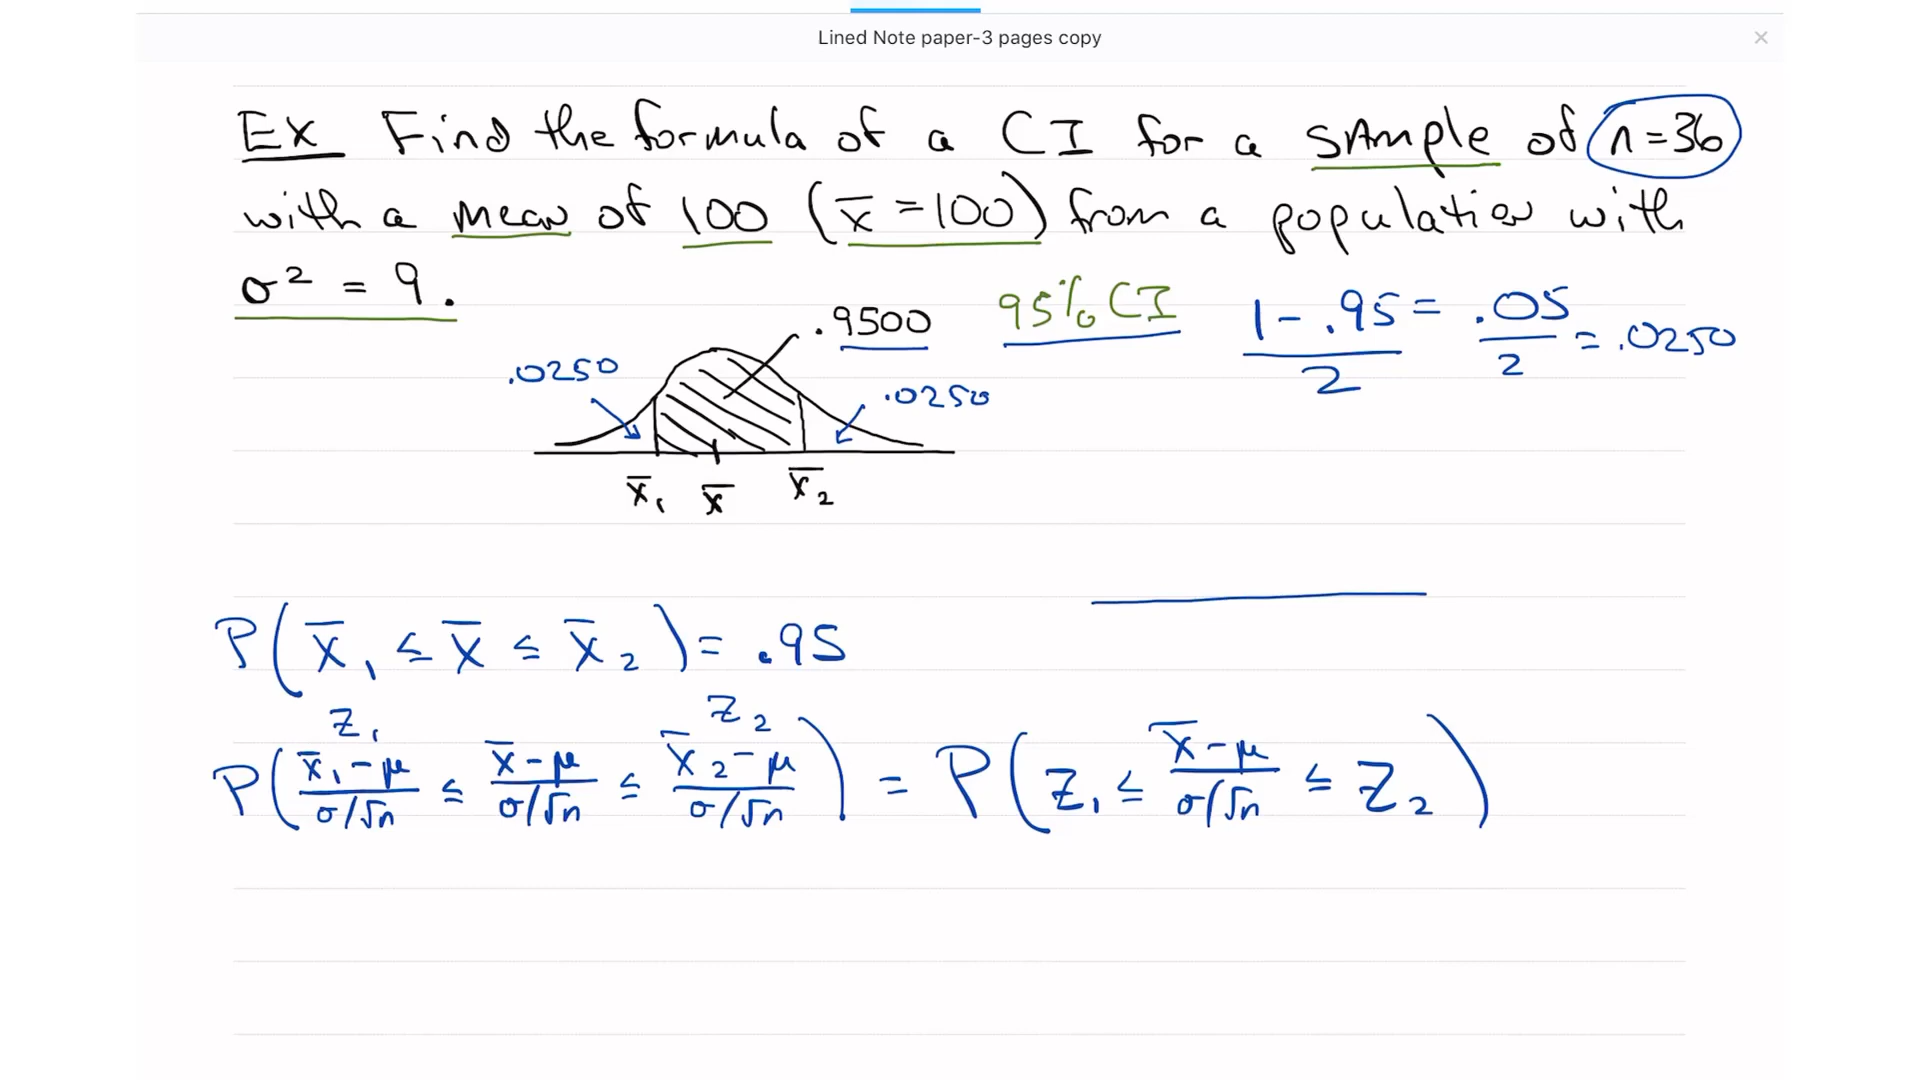 Lined Note paper-3 pages copy
EX Find the formula of a CI for a sample of n=36
with a mean of 100 (x̄ = 100) from a population with
σ² = 9.
95% CI
1 - .95 / 2 = .05 / 2 = .0250
.9500
.0250
.0250
x̄₁ x̄ x̄₂
P(x̄₁ ≤ x̄ ≤ x̄₂) = .95
z₁ z₂
P(x̄₁-μ / σ/√n ≤ x̄-μ / σ/√n ≤ x̄₂-μ / σ/√n) = P(z₁ ≤ x̄-μ / σ/√n ≤ z₂)